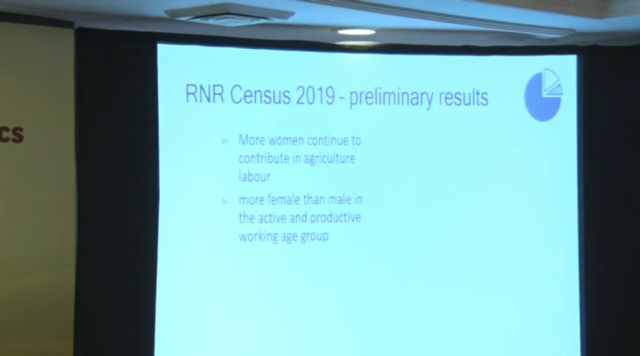 cs
RNR Census 2019 - preliminary results
More women continue to
contribute in agriculture
labour
more female than male in
the active and productive
working age group